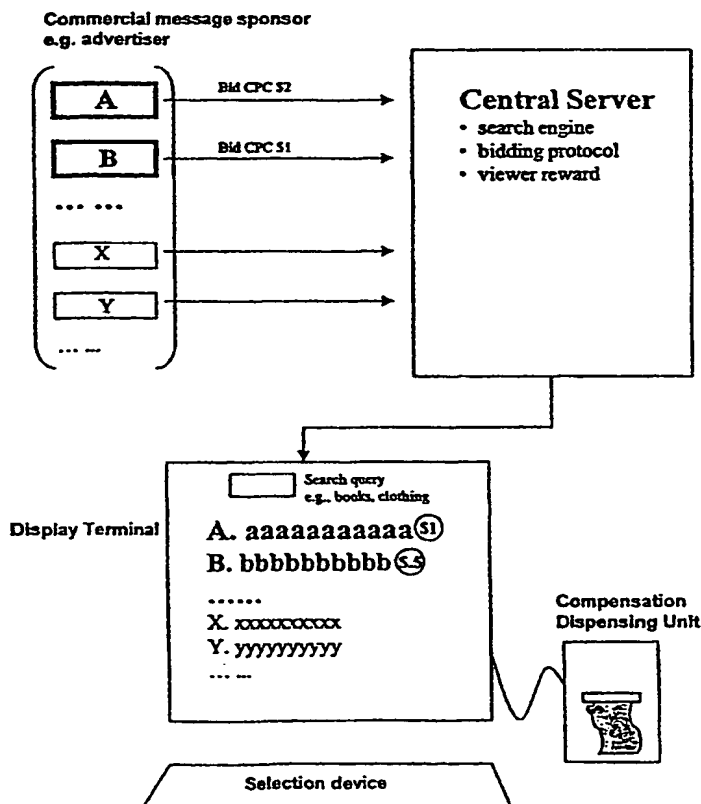 Commercial message sponsor
e.g. advertiser
A
Bid CPC $2
B
Bid CPC $1
... ...
X
Y
... ...
Central Server
• search engine
• bidding protocol
• viewer reward
Display Terminal
Search query
e.g., books, clothing
A. aaaaaaaaaaa $1
B. bbbbbbbbbb $.5
......
X. xxxxxxxxxx
Y. yyyyyyyyyy
... ...
Compensation
Dispensing Unit
Selection device